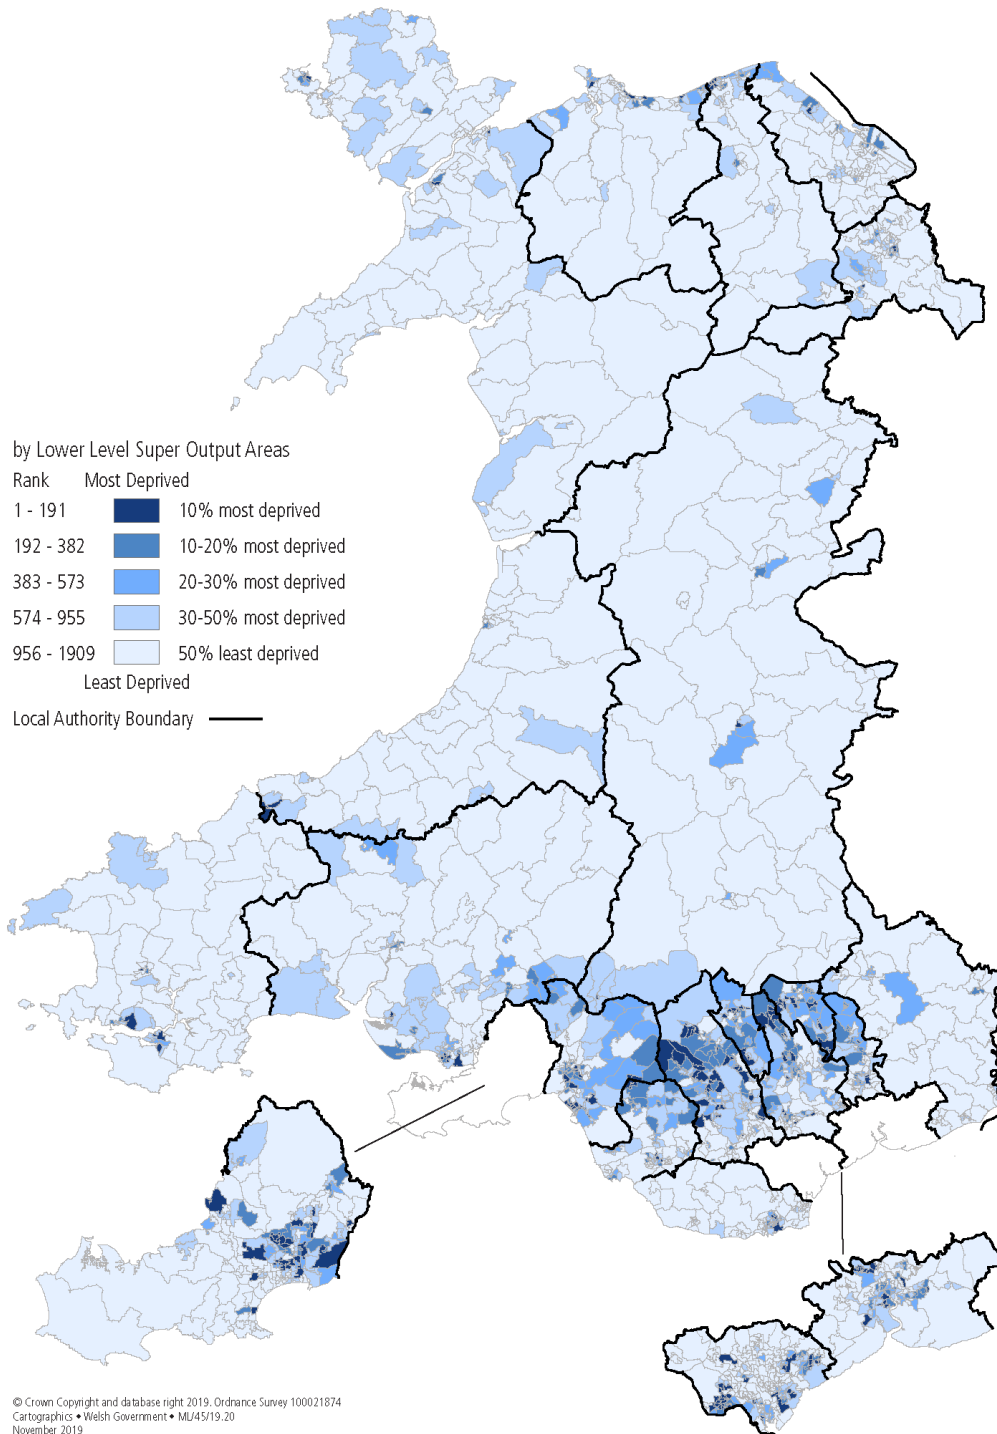 by Lower Level Super Output Areas
Rank Most Deprived
1 - 191 10% most deprived
192 - 382 10-20% most deprived
383 - 573 20-30% most deprived
574 - 955 30-50% most deprived
956 - 1909 50% least deprived
Least Deprived
Local Authority Boundary
© Crown Copyright and database right 2019. Ordnance Survey 100021874
Cartographics ♦ Welsh Government ♦ ML/45/19.20
November 2019